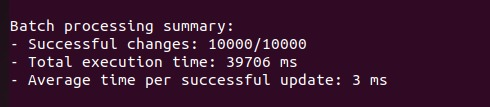 Batch processing summary:
- Successful changes: 10000/10000
- Total execution time: 39706 ms
- Average time per successful update: 3 ms